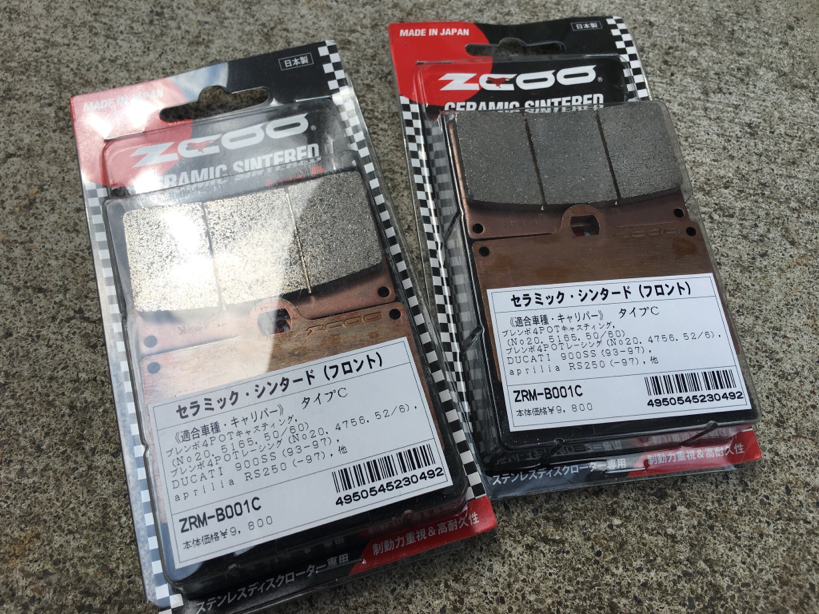 MADE IN JAPAN
日本製
ZCOO
CERAMIC SINTERED
セラミック・シンタード (フロント)
《適合車種・キャリパー》 タイプC
ブレンボ4POTキャスティング,
(No20. 5165. 50/60)
ブレンボ4POTレーシング (No20. 4756. 52/6),
DUCATI 900SS (93-97),
aprilia RS250 (-97), 他
ZRM-B001C
本体価格¥9,800
4950545230492
ステンレスディスクローター専用
制動力重視&高耐久性
MADE IN JAPAN
日本製
ZCOO
CERAMIC SINTERED
セラミック・シンタード (フロント)
《適合車種・キャリパー》 タイプC
ブレンボ4POTキャスティング,
(No20. 5165. 50/60)
ブレンボ4POTレーシング (No20. 4756. 52/6),
DUCATI 900SS (93-97),
aprilia RS250 (-97), 他
ZRM-B001C
本体価格¥9,800
4950545230492
ステンレスディスクローター専用
制動力重視&高耐久性